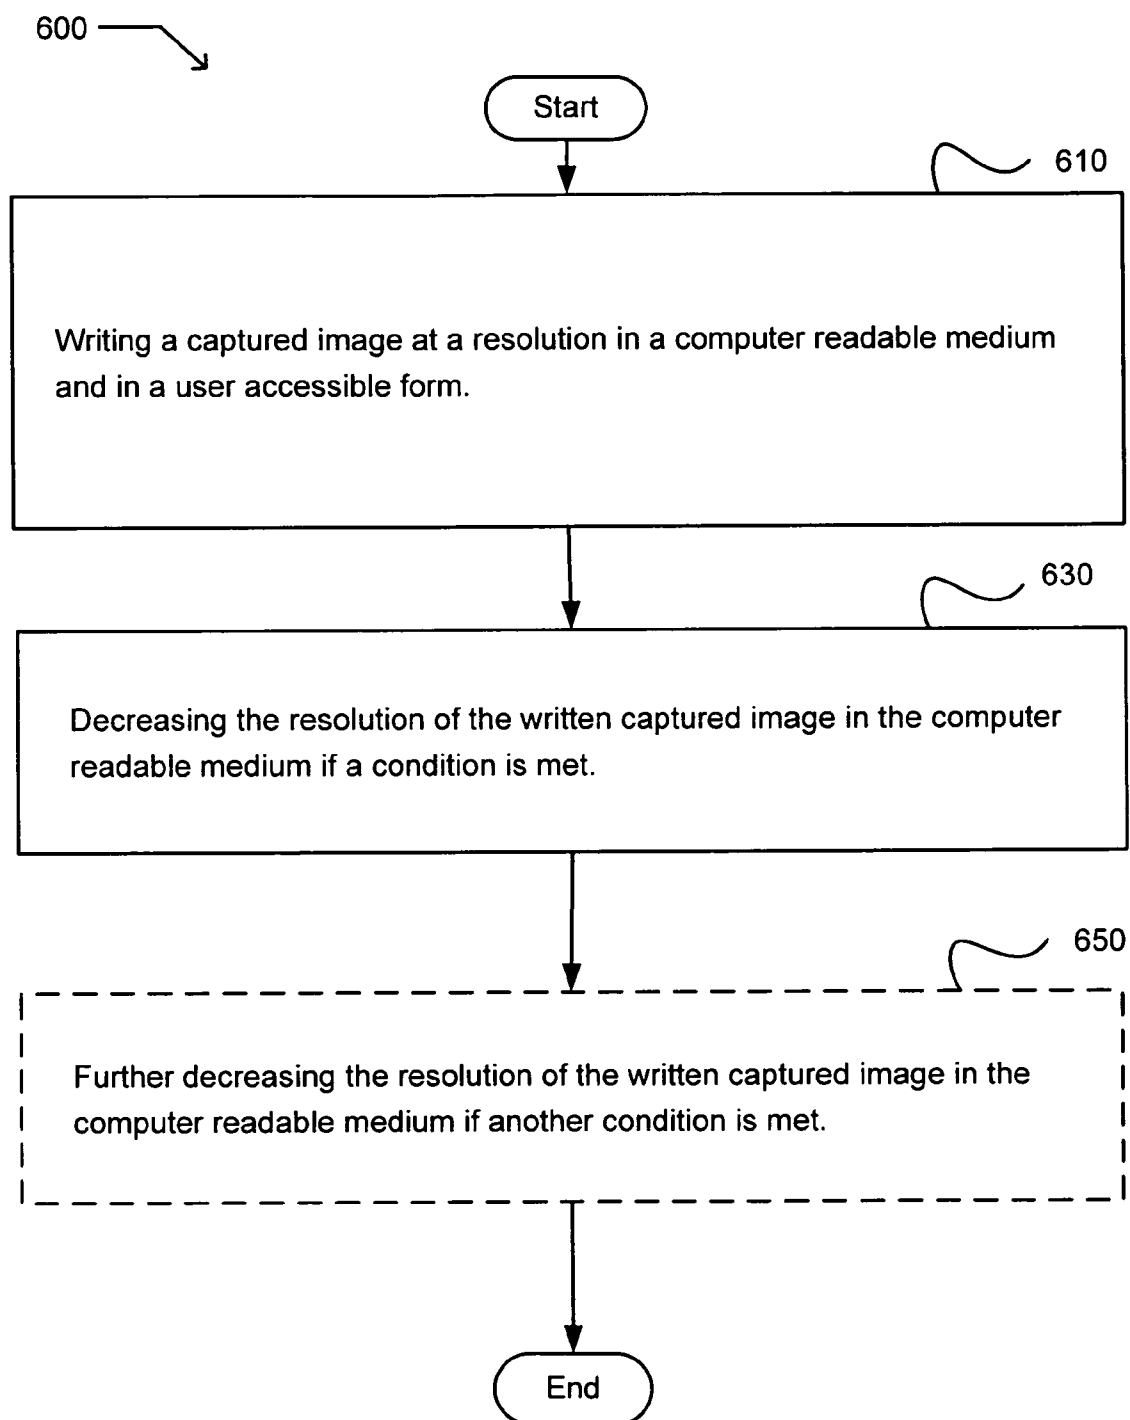 600
Start
610
Writing a captured image at a resolution in a computer readable medium
and in a user accessible form.
630
Decreasing the resolution of the written captured image in the computer
readable medium if a condition is met.
650
Further decreasing the resolution of the written captured image in the
computer readable medium if another condition is met.
End